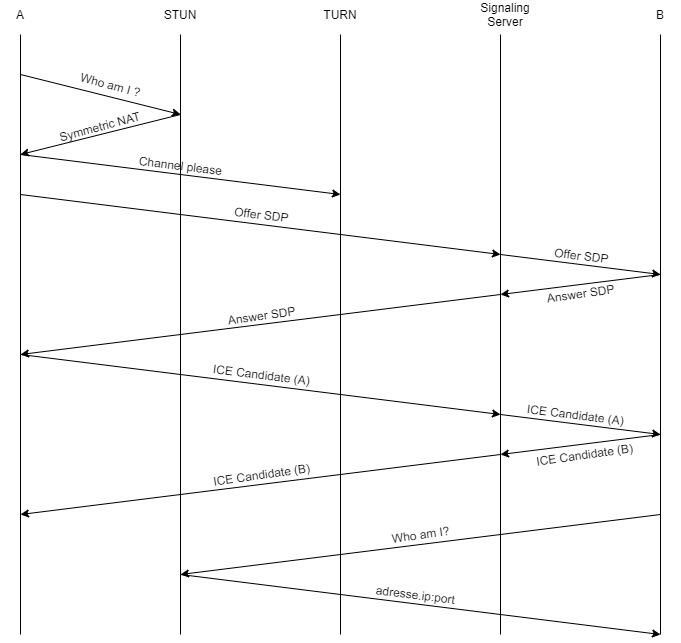 A
STUN
TURN
Signaling
Server
B
Who am I ?
Symmetric NAT
Channel please
Offer SDP
Offer SDP
Answer SDP
Answer SDP
ICE Candidate (A)
ICE Candidate (A)
ICE Candidate (B)
ICE Candidate (B)
Who am I?
adresse.ip:port